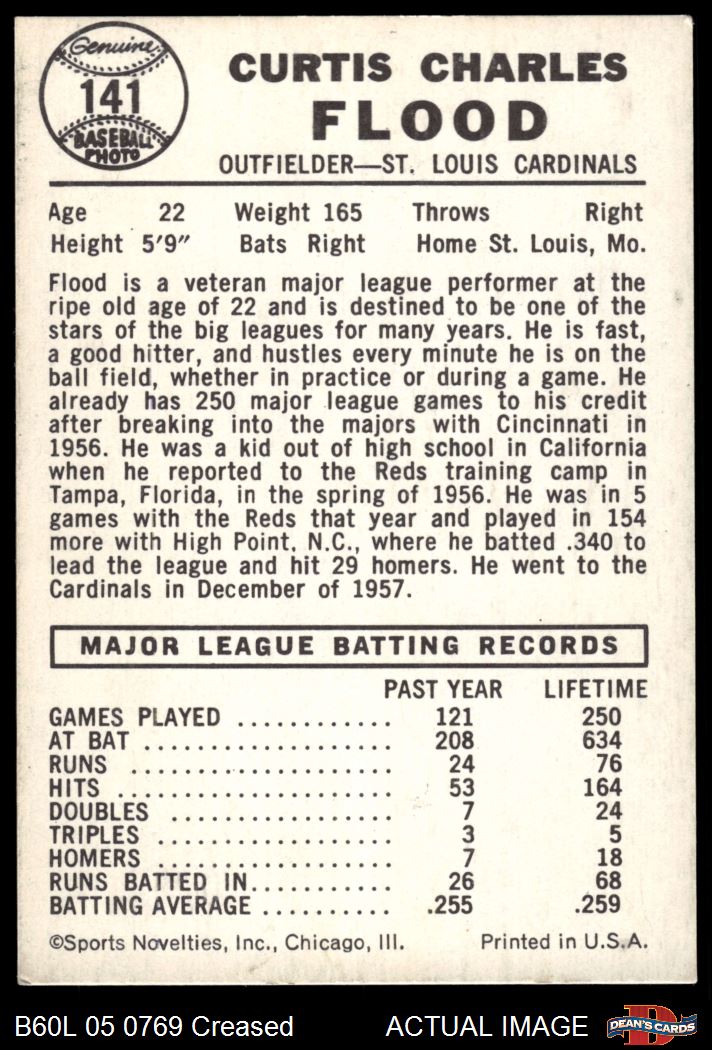 Genuine
141
BASEBALL
PHOTO
CURTIS CHARLES
FLOOD
OUTFIELDER—ST. LOUIS CARDINALS
Age 22 Weight 165 Throws Right
Height 5'9" Bats Right Home St. Louis, Mo.
Flood is a veteran major league performer at the
ripe old age of 22 and is destined to be one of the
stars of the big leagues for many years. He is fast,
a good hitter, and hustles every minute he is on the
ball field, whether in practice or during a game. He
already has 250 major league games to his credit
after breaking into the majors with Cincinnati in
1956. He was a kid out of high school in California
when he reported to the Reds training camp in
Tampa, Florida, in the spring of 1956. He was in 5
games with the Reds that year and played in 154
more with High Point, N.C., where he batted .340 to
lead the league and hit 29 homers. He went to the
Cardinals in December of 1957.
MAJOR LEAGUE BATTING RECORDS
PAST YEAR LIFETIME
GAMES PLAYED ............ 121 250
AT BAT .................... 208 634
RUNS ..................... 24 76
HITS ...................... 53 164
DOUBLES .................. 7 24
TRIPLES ................... 3 5
HOMERS ................... 7 18
RUNS BATTED IN........... 26 68
BATTING AVERAGE .......... .255 .259
©Sports Novelties, Inc., Chicago, Ill. Printed in U.S.A.
B60L 05 0769 Creased ACTUAL IMAGE D DEAN'S CARDS